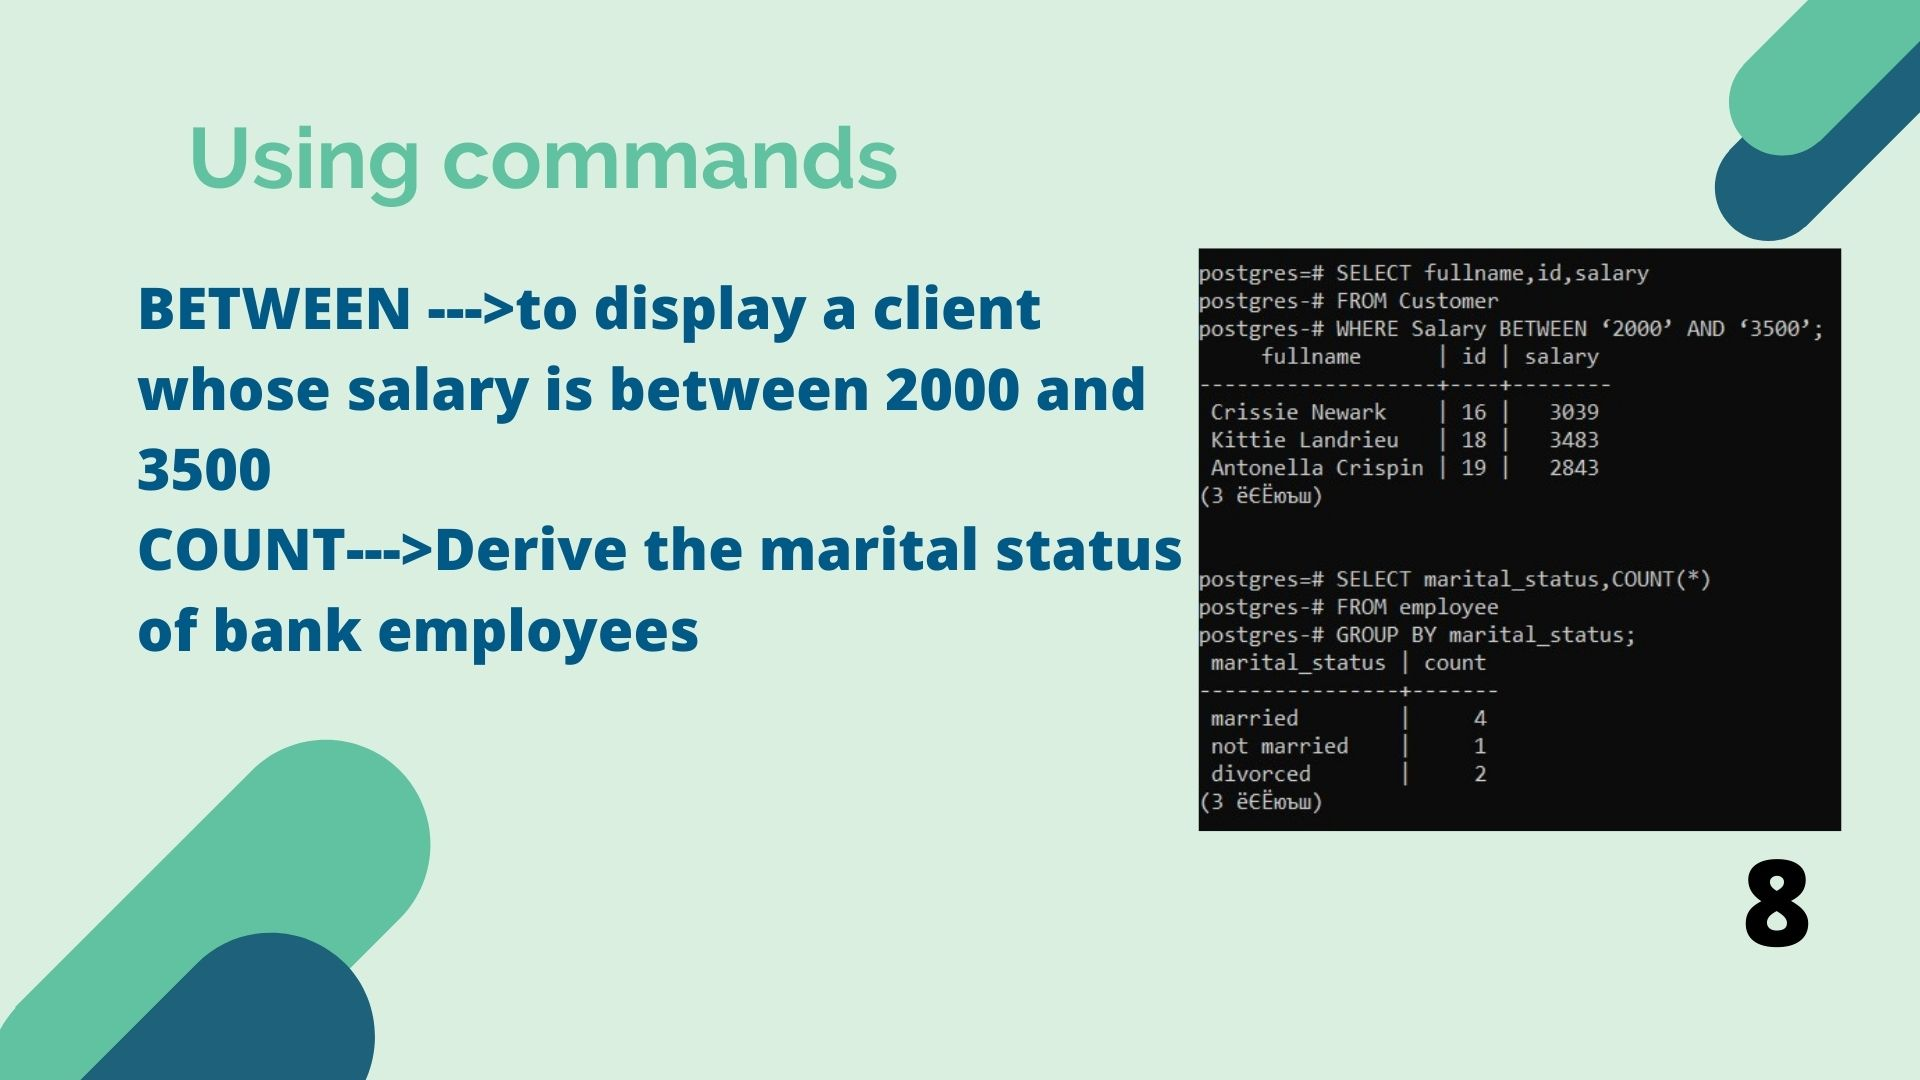 Using commands
BETWEEN --->to display a client
whose salary is between 2000 and
3500
COUNT--->Derive the marital status
of bank employees
postgres=# SELECT fullname,id,salary
postgres-# FROM Customer
postgres-# WHERE Salary BETWEEN ‘2000’ AND ‘3500’;
     fullname      | id | salary
-------------------+----+--------
 Crissie Newark    | 16 |   3039
 Kittie Landrieu   | 18 |   3483
 Antonella Crispin | 19 |   2843
(3 ёЄЁюъш)
postgres=# SELECT marital_status,COUNT(*)
postgres-# FROM employee
postgres-# GROUP BY marital_status;
 marital_status | count
----------------+-------
 married        |     4
 not married    |     1
 divorced       |     2
(3 ёЄЁюъш)
8